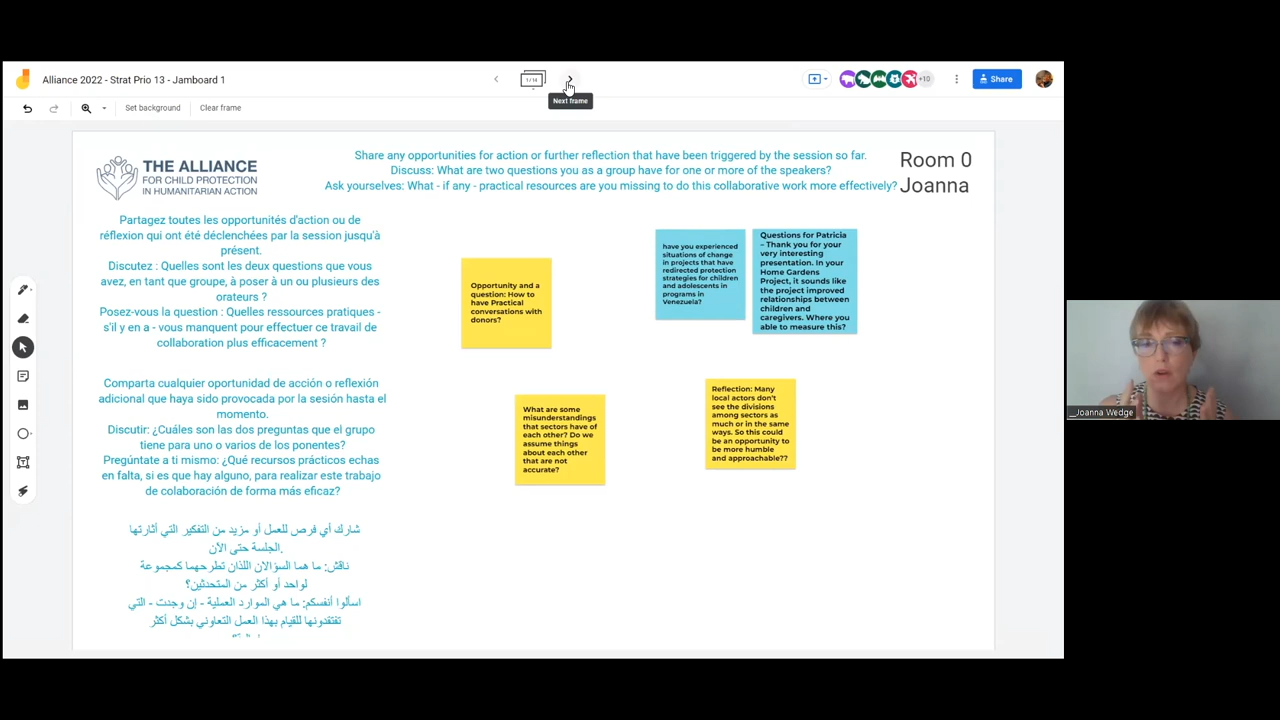 Alliance 2022 - Strat Prio 13 - Jamboard 1
Next frame
+10
Share
Set background
Clear frame
THE ALLIANCE
FOR CHILD PROTECTION
IN HUMANITARIAN ACTION
Share any opportunities for action or further reflection that have been triggered by the session so far.
Discuss: What are two questions you as a group have for one or more of the speakers?
Ask yourselves: What - if any - practical resources are you missing to do this collaborative work more effectively?
Room 0
Joanna
Partagez toutes les opportunités d'action ou de
réflexion qui ont été déclenchées par la session jusqu'à
présent.
Discutez : Quelles sont les deux questions que vous
avez, en tant que groupe, à poser à un ou plusieurs des
orateurs ?
Posez-vous la question : Quelles ressources pratiques -
s'il y en a - vous manquent pour effectuer ce travail de
collaboration plus efficacement ?
Comparta cualquier oportunidad de acción o reflexión
adicional que haya sido provocada por la sesión hasta el
momento.
Discutir: ¿Cuáles son las dos preguntas que el grupo
tiene para uno o varios de los ponentes?
Pregúntate a ti mismo: ¿Qué recursos prácticos echas
en falta, si es que hay alguno, para realizar este trabajo
de colaboración de forma más eficaz?
شارك أي فرص للعمل أو مزيد من التفكير التي أثارتها
الجلسة حتى الآن.
ناقش: ما هما السؤالان اللذان تطرحهما كمجموعة
لواحد أو أكثر من المتحدثين؟
اسألوا أنفسكم: ما هي الموارد العملية - إن وجدت - التي
تفتقدونها للقيام بهذا العمل التعاوني بشكل أكثر
Opportunity and a
question: How to
have Practical
conversations with
donors?
have you experienced
situations of change
in projects that have
redirected protection
strategies for children
and adolescents in
programs in
Venezuela?
Questions for Patricia
– Thank you for your
very interesting
presentation. In your
Home Gardens
Project, it sounds like
the project improved
relationships between
children and
caregivers. Where you
able to measure this?
What are some
misunderstandings
that sectors have of
each other? Do we
assume things
about each other
that are not
accurate?
Reflection: Many
local actors don't
see the divisions
among sectors as
much or in the same
ways. So this could
be an opportunity to
be more humble
and approachable??
__Joanna Wedge